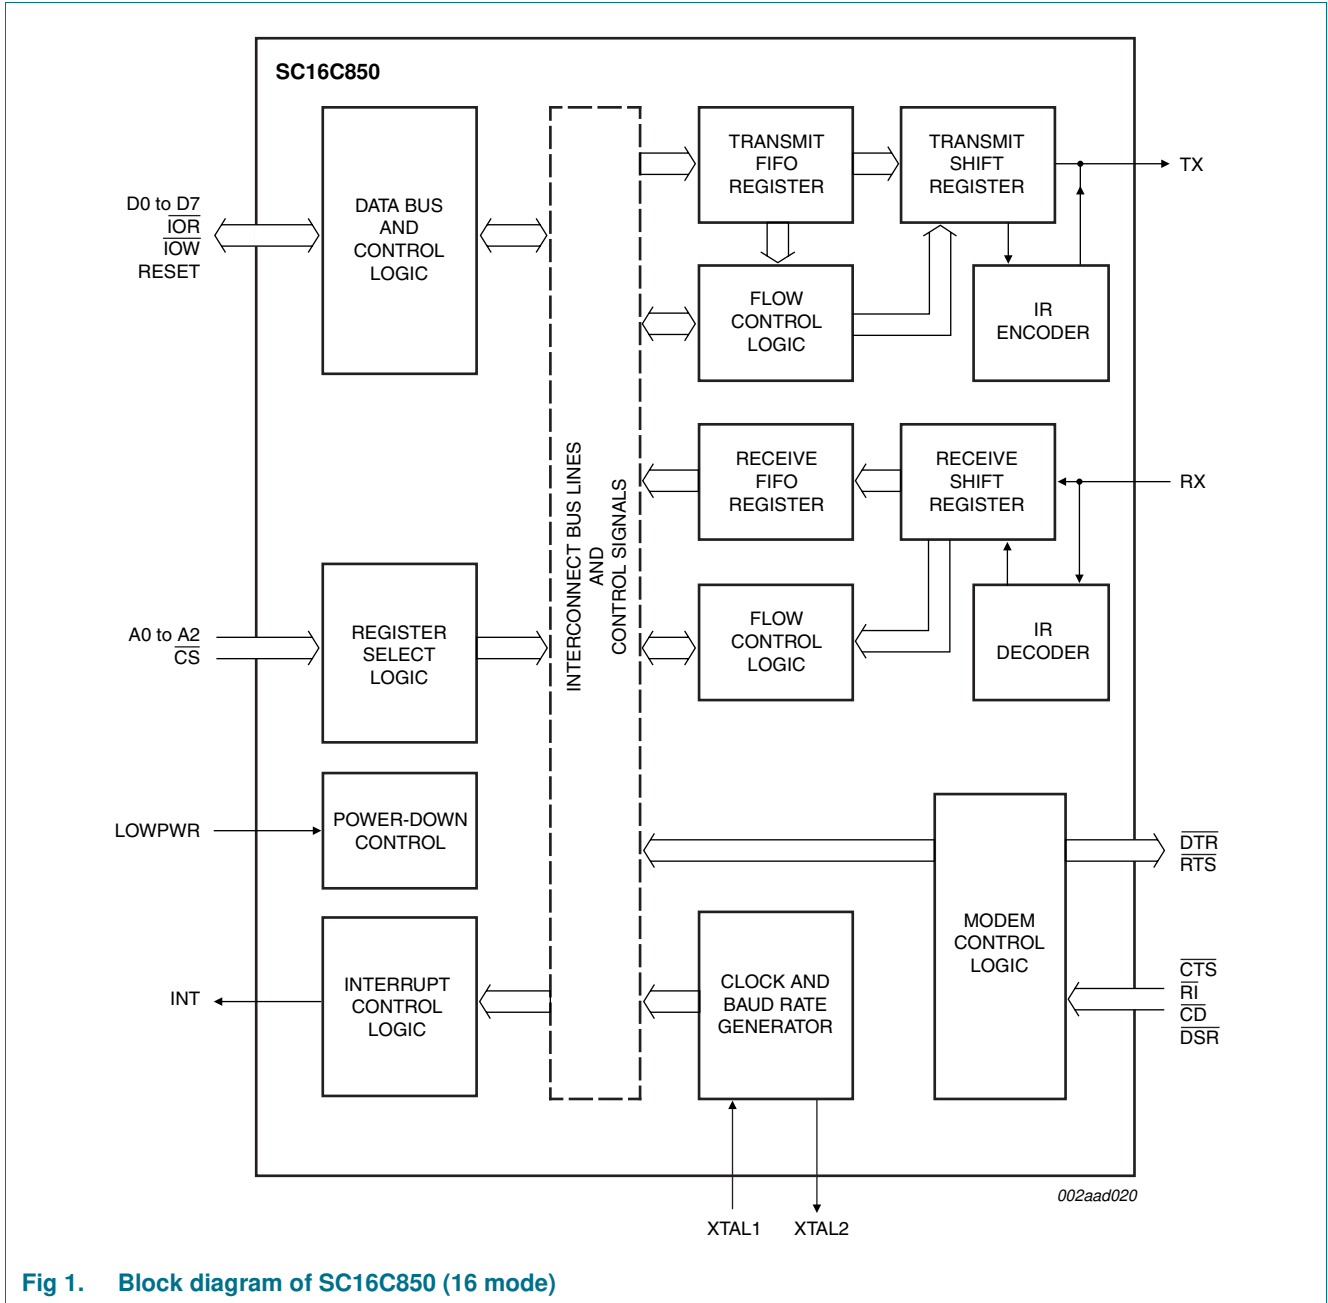 SC16C850
D0 to D7
IOR
IOW
RESET
DATA BUS
AND
CONTROL
LOGIC
TRANSMIT
FIFO
REGISTER
TRANSMIT
SHIFT
REGISTER
TX
FLOW
CONTROL
LOGIC
IR
ENCODER
INTERCONNECT BUS LINES
AND
CONTROL SIGNALS
RECEIVE
FIFO
REGISTER
RECEIVE
SHIFT
REGISTER
RX
A0 to A2
CS
REGISTER
SELECT
LOGIC
FLOW
CONTROL
LOGIC
IR
DECODER
LOWPWR
POWER-DOWN
CONTROL
DTR
RTS
MODEM
CONTROL
LOGIC
INT
INTERRUPT
CONTROL
LOGIC
CLOCK AND
BAUD RATE
GENERATOR
CTS
RI
CD
DSR
002aad020
XTAL1
XTAL2
Fig 1. Block diagram of SC16C850 (16 mode)